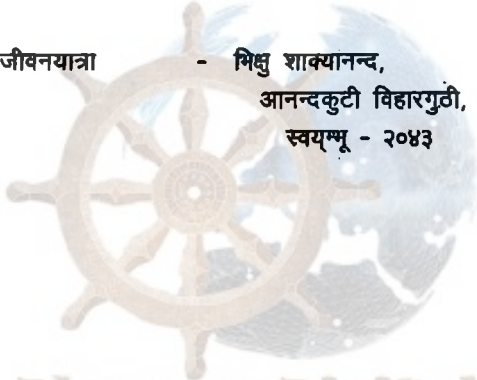 जीवनयात्रा - भिक्षु शाक्यानन्द,
आनन्दकुटी विहारगुठी,
स्वयम्भू - २०४३